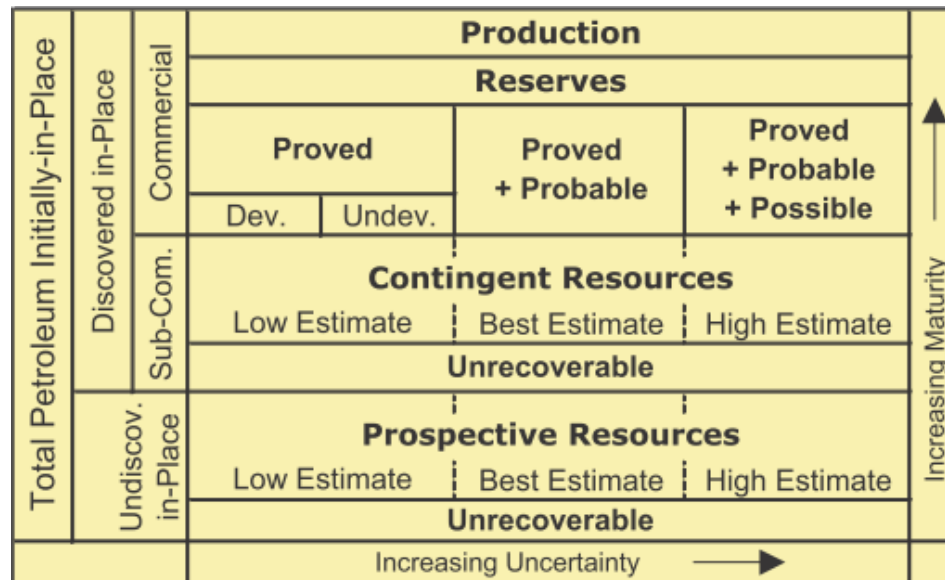 Total Petroleum Initially-in-Place
Discovered in-Place
Commercial
Production
Reserves
Proved
Dev.
Undev.
Proved
+ Probable
Proved
+ Probable
+ Possible
Sub-Com.
Contingent Resources
Low Estimate
Best Estimate
High Estimate
Unrecoverable
Undiscov.
in-Place
Prospective Resources
Low Estimate
Best Estimate
High Estimate
Unrecoverable
Increasing Uncertainty
Increasing Maturity